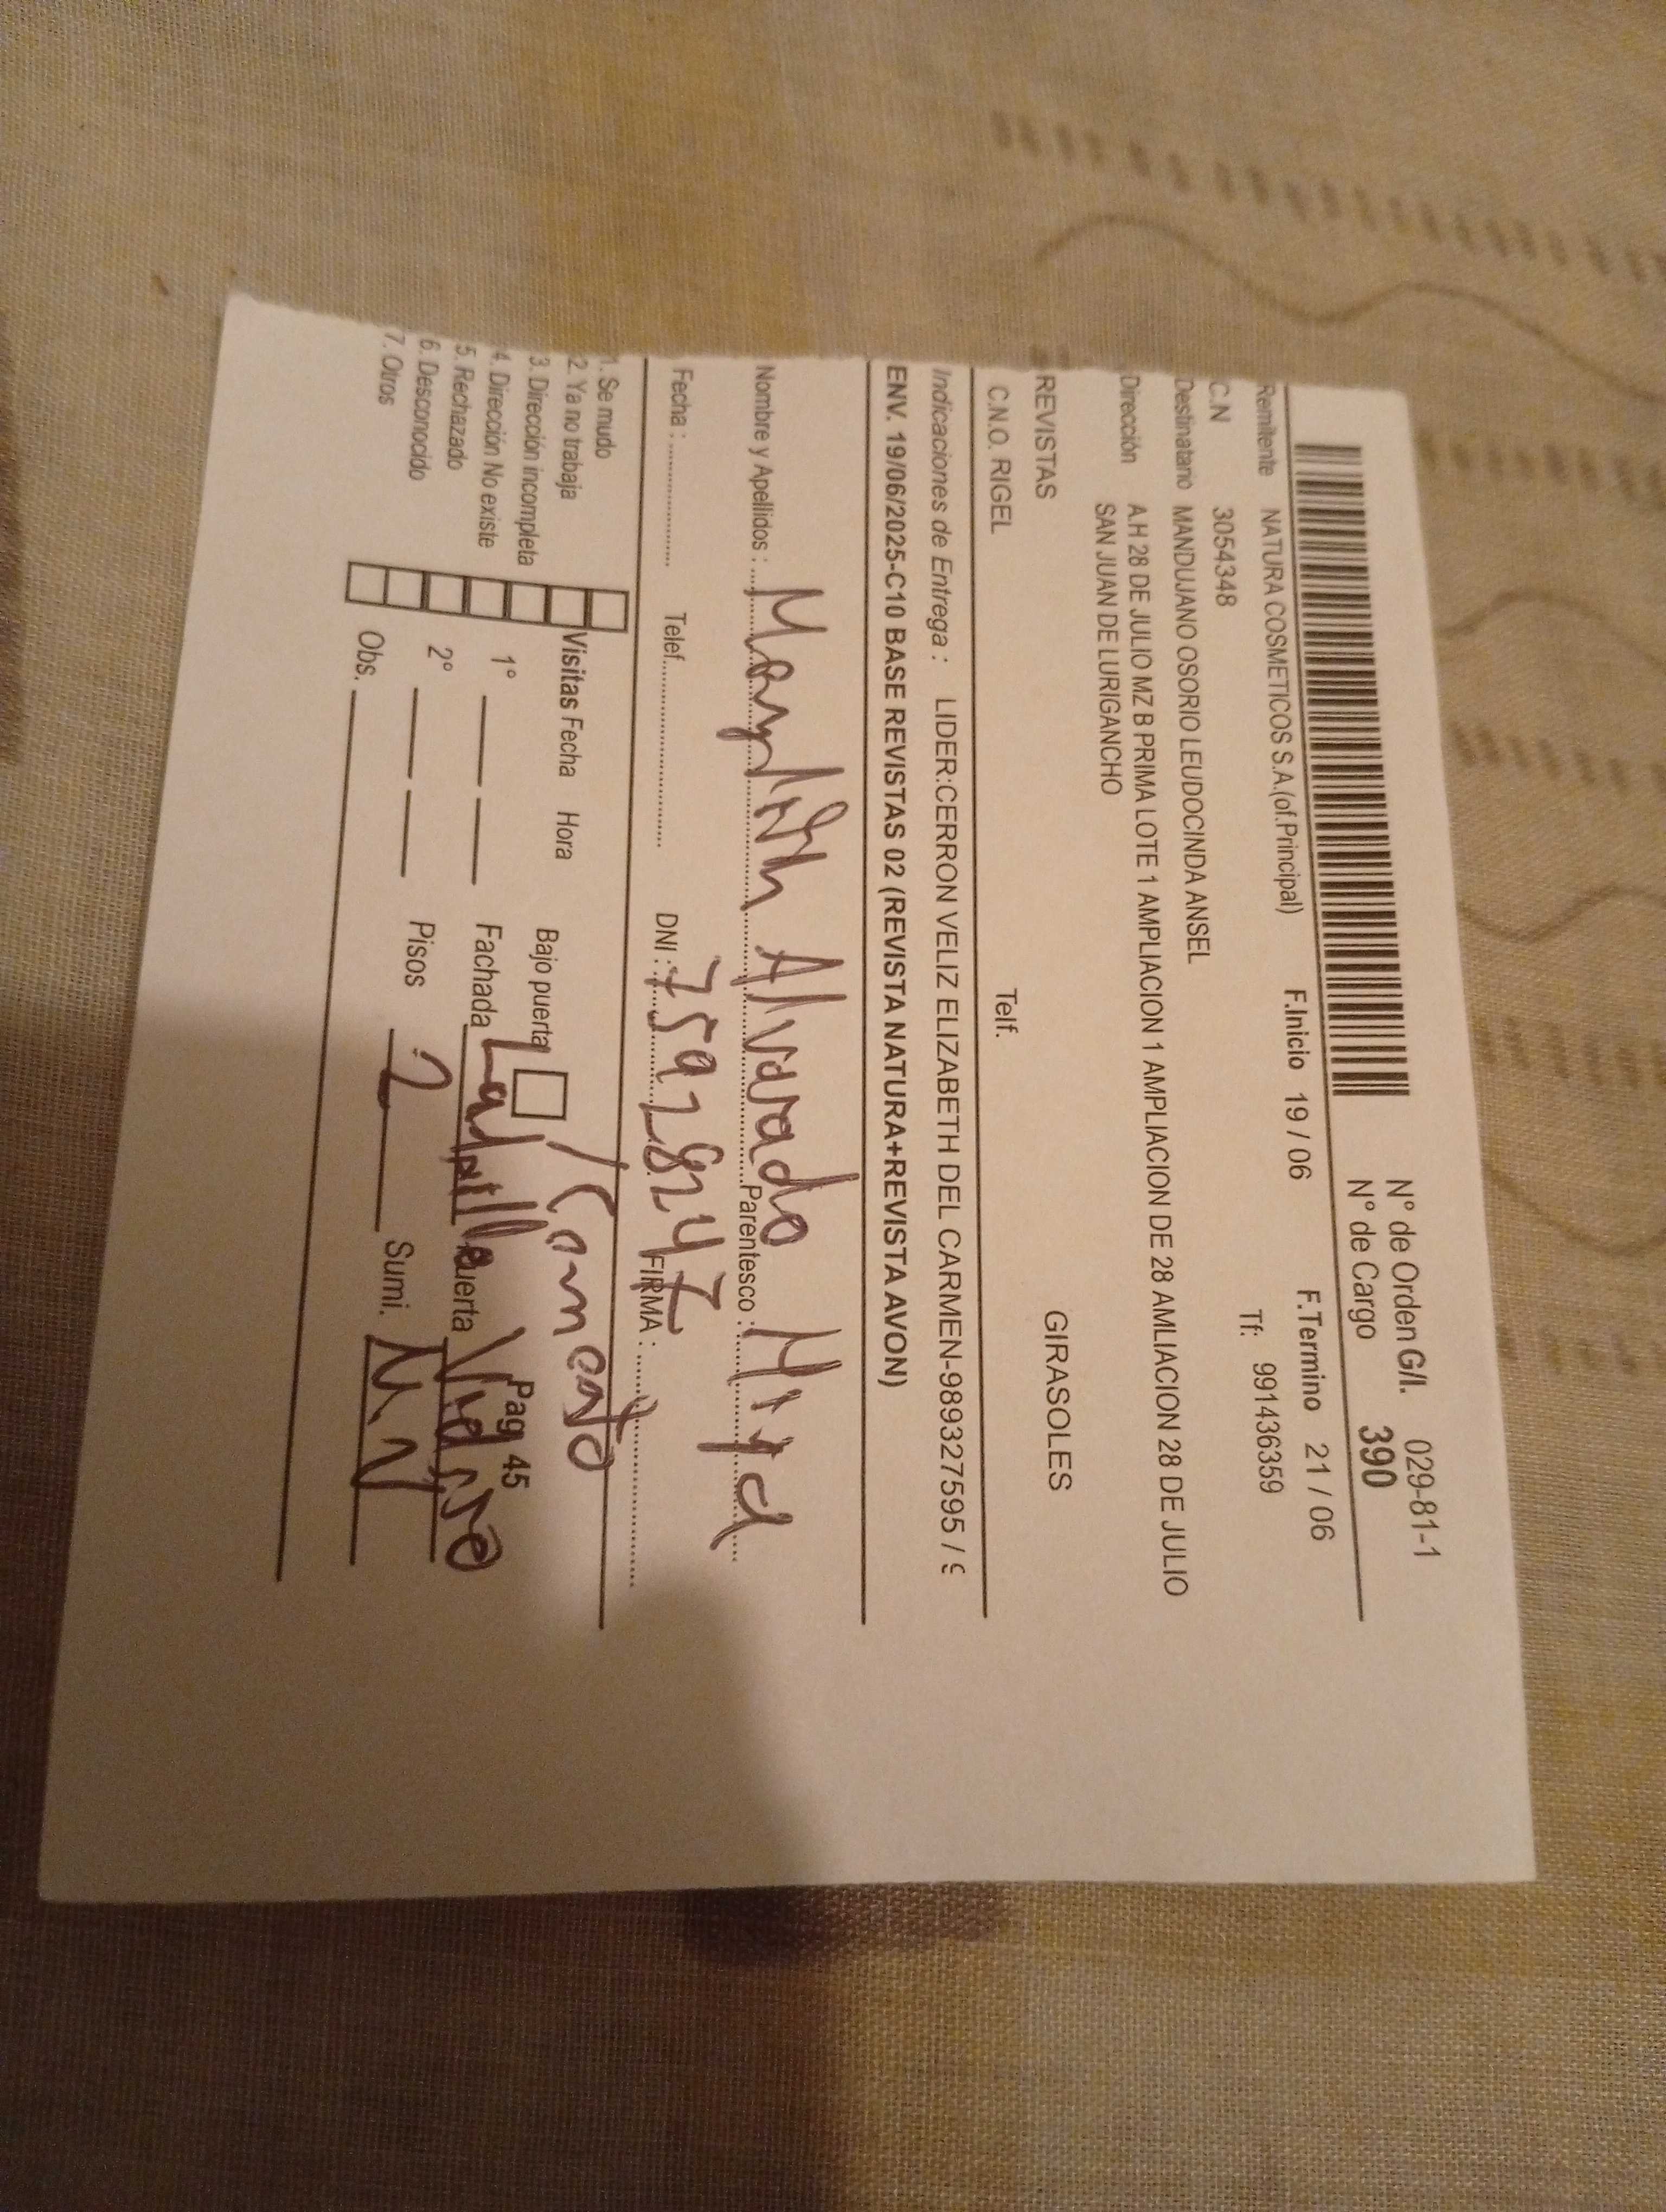 N° de Orden G/I. 029-81-1
N° de Cargo 390
F.Inicio 19 / 06 F.Termino 21 / 06
Remitente NATURA COSMETICOS S.A.(of.Principal) Tf: 991436359
C.N 3054348
Destinatario MANDUJANO OSORIO LEUDOCINDA ANSEL
Dirección A.H 28 DE JULIO MZ B PRIMA LOTE 1 AMPLIACION 1 AMPLIACION DE 28 AMLIACION 28 DE JULIO
SAN JUAN DE LURIGANCHO
REVISTAS GIRASOLES
C.N.O. RIGEL Telf.
Indicaciones de Entrega : LIDER:CERRON VELIZ ELIZABETH DEL CARMEN-989327595 /
ENV. 19/06/2025-C10 BASE REVISTAS 02 (REVISTA NATURA+REVISTA AVON)
Nombre y Apellidos : Alvarado Parentesco :
Fecha : Telef. DNI : 75928247 FIRMA :
1. Se mudo
2. Ya no trabaja
3. Dirección incompleta
4. Dirección No existe
5. Rechazado
6. Desconocido
7. Otros
Visitas Fecha Hora
1°
2°
Obs.
Bajo puerta / Cemento
Pag 45
Fachada Ladrillo Puerta Vidrio
Pisos 2 Sumi.